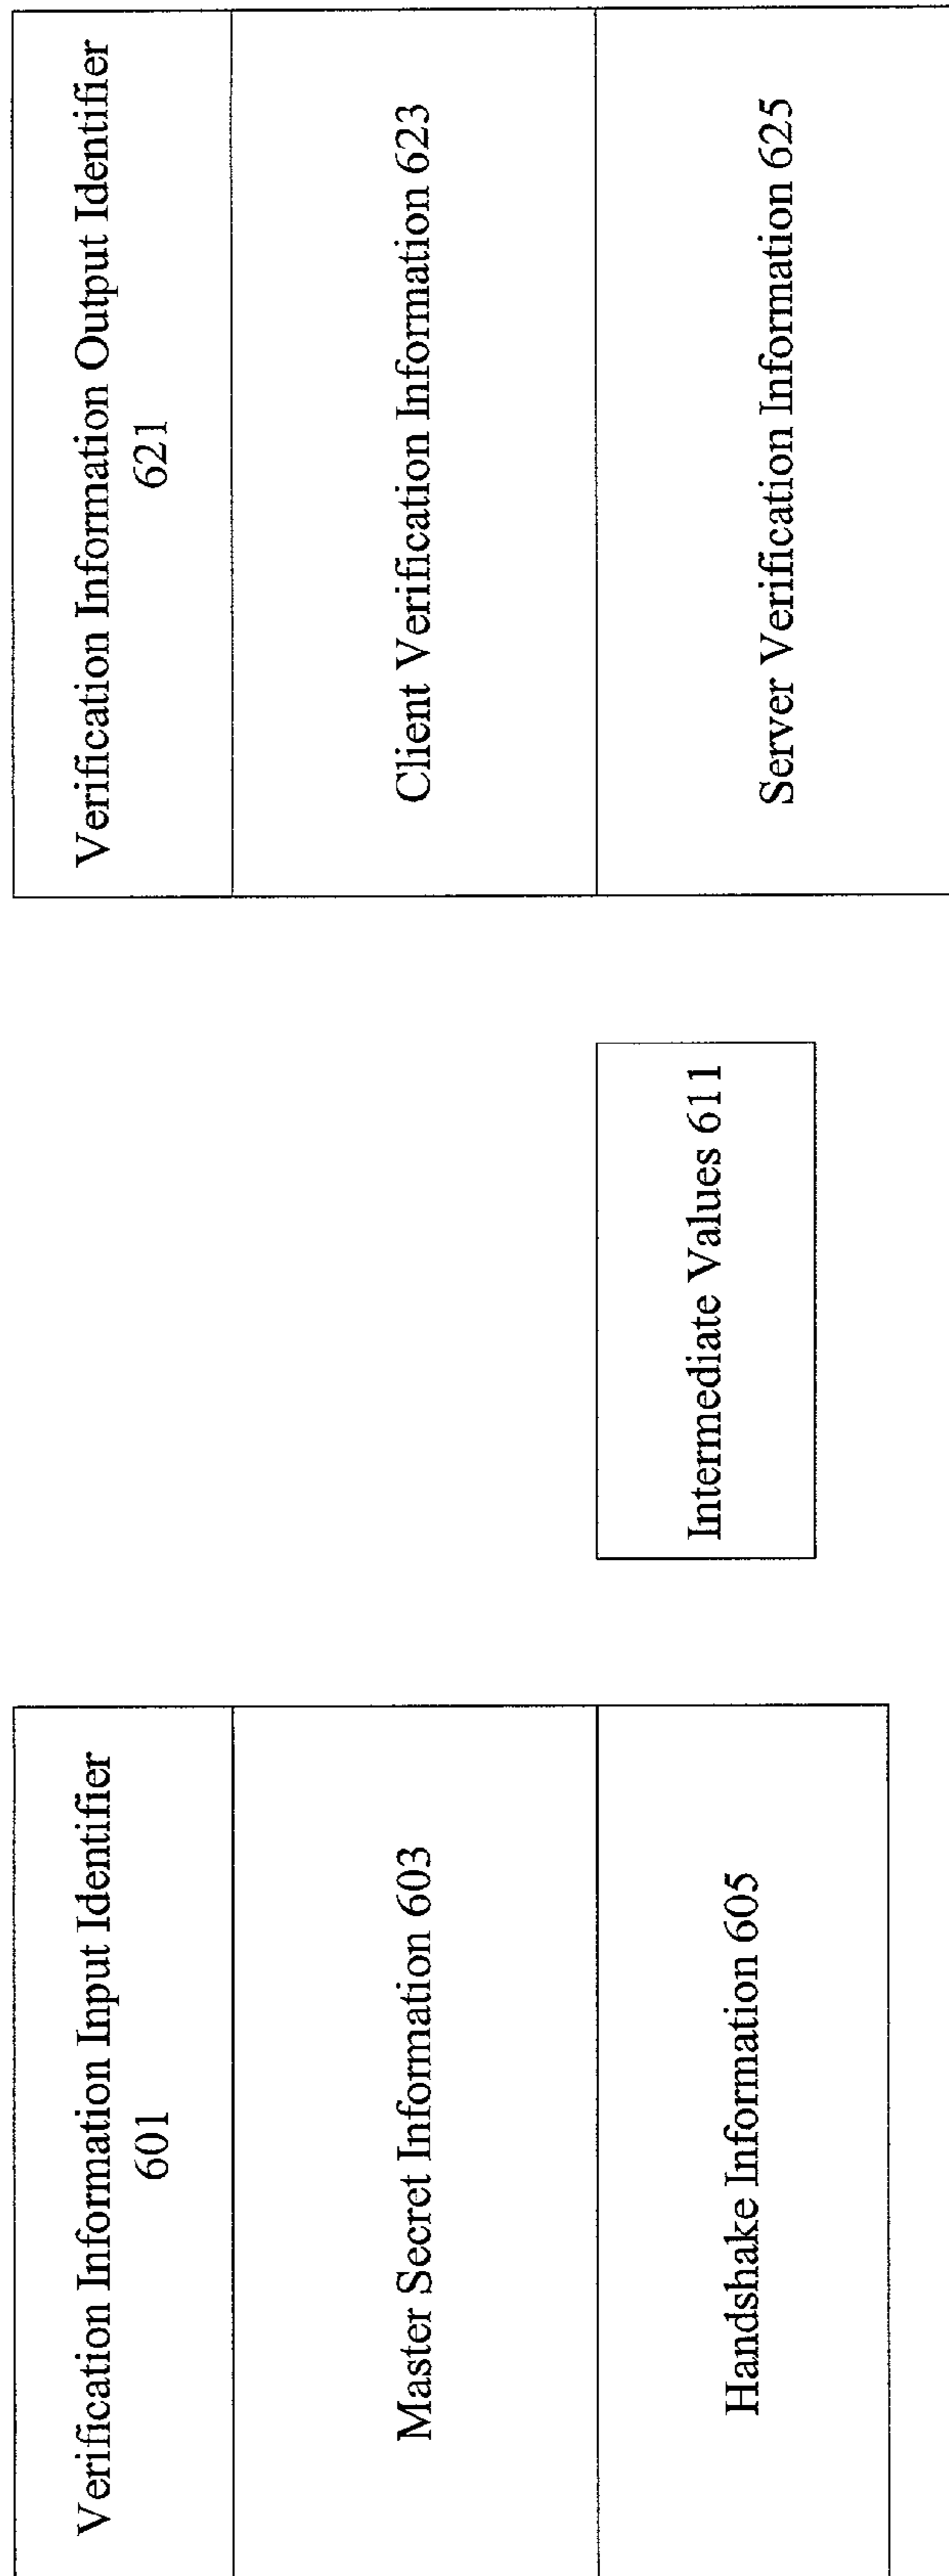 Verification Information Input Identifier
601
Master Secret Information 603
Handshake Information 605
Intermediate Values 611
Verification Information Output Identifier
621
Client Verification Information 623
Server Verification Information 625